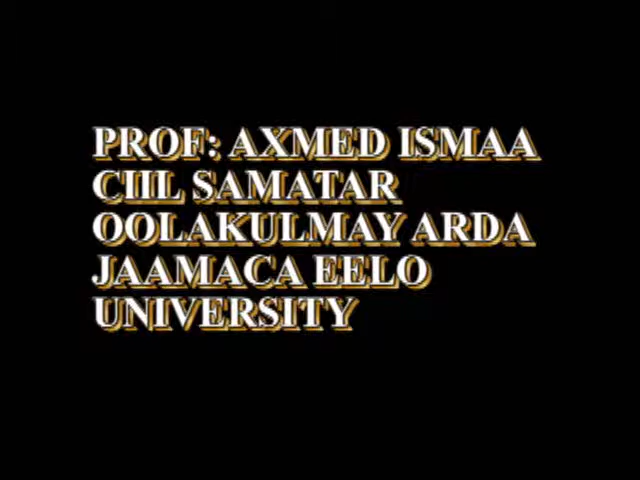 PROF: AXMED ISMAA
CIIL SAMATAR
OOLAKULMAY ARDA
JAAMACA EELO
UNIVERSITY